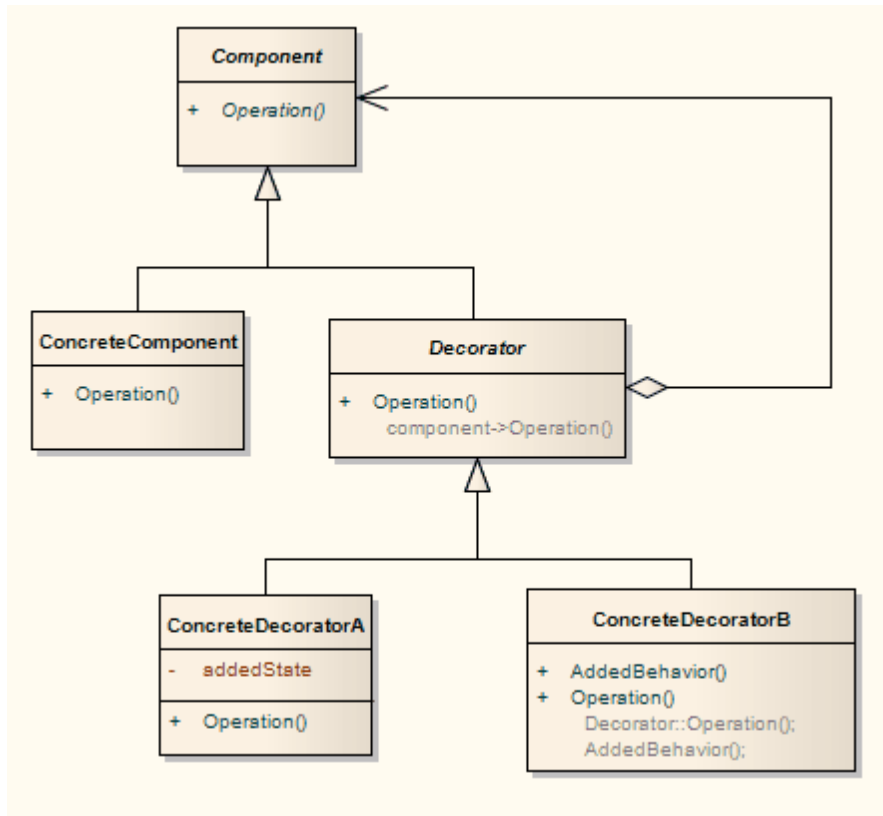 Component
+ Operation()
ConcreteComponent
+ Operation()
Decorator
+ Operation()
component->Operation()
ConcreteDecoratorA
- addedState
+ Operation()
ConcreteDecoratorB
+ AddedBehavior()
+ Operation()
Decorator::Operation();
AddedBehavior();